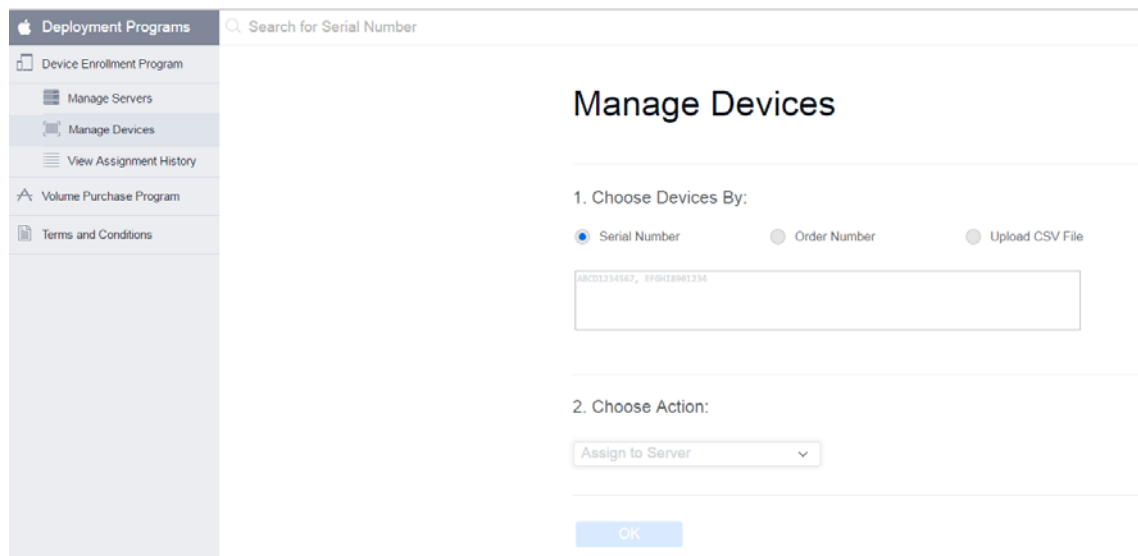 Deployment Programs
Search for Serial Number
Device Enrollment Program
Manage Servers
Manage Devices
View Assignment History
Volume Purchase Program
Terms and Conditions
Manage Devices
1. Choose Devices By:
Serial Number
Order Number
Upload CSV File
ABCD1234567, EFGHI8901234
2. Choose Action:
Assign to Server
OK